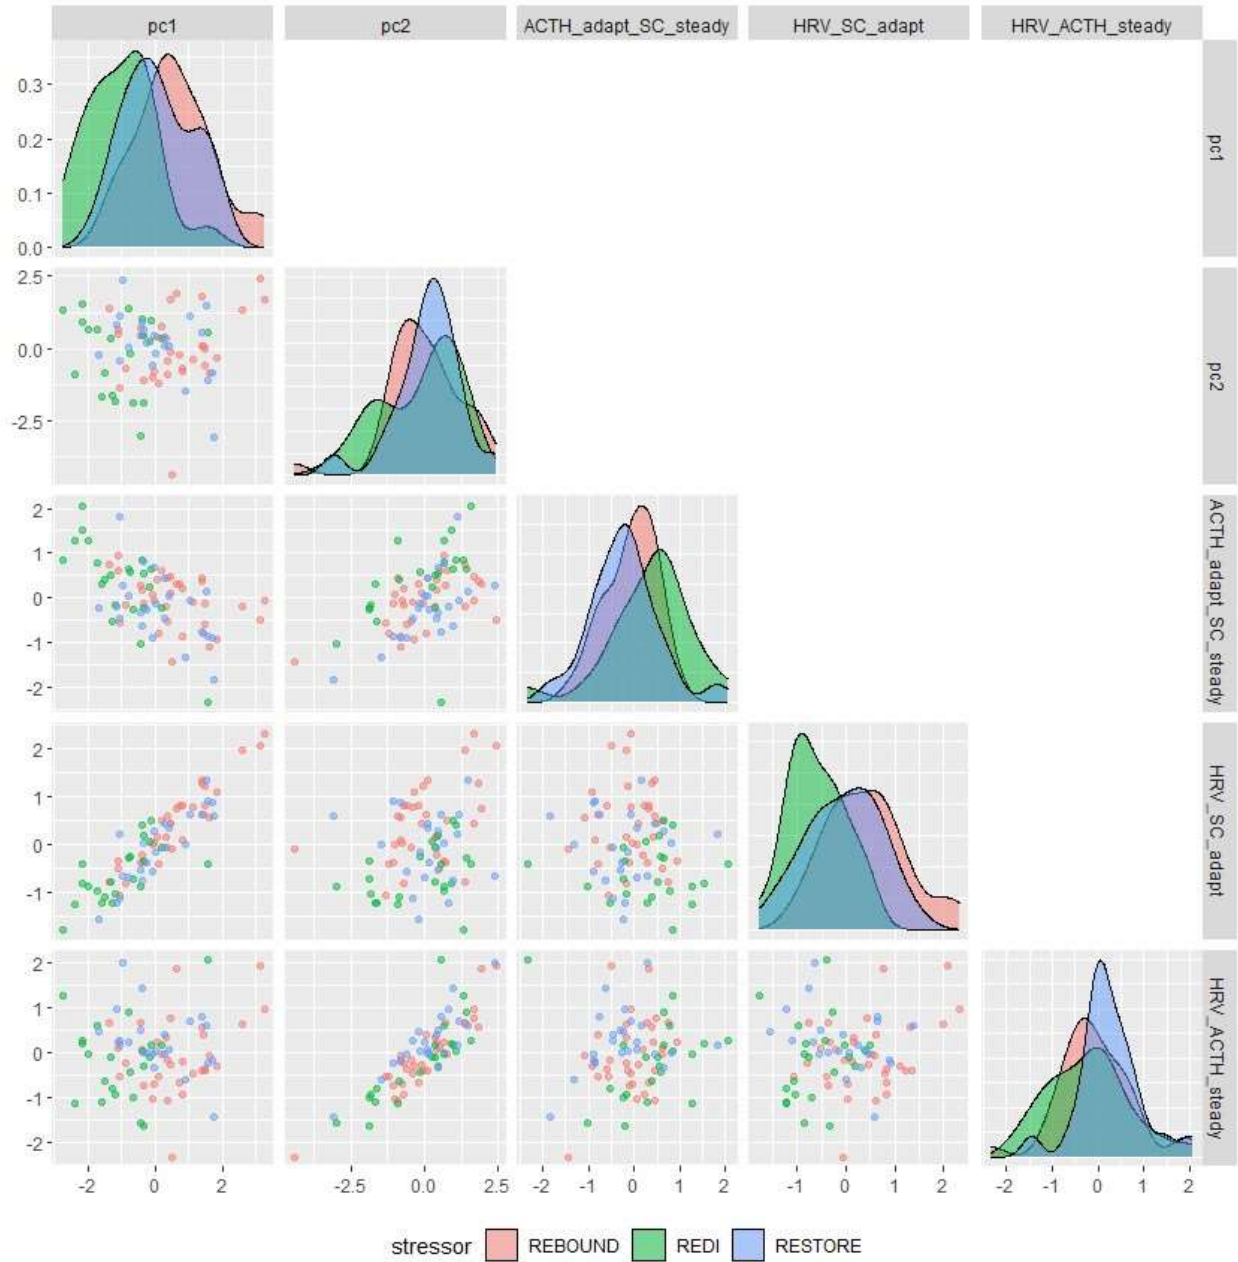 pc1 pc2 ACTH_adapt_SC_steady HRV_SC_adapt HRV_ACTH_steady
0.3
0.2
0.1
0.0
pc1
2.5
0.0
-2.5
pc2
2
1
0
-1
-2
ACTH_adapt_SC_steady
2
1
0
-1
HRV_SC_adapt
2
1
0
-1
-2
HRV_ACTH_steady
-2 0 2 -2.5 0.0 2.5 -2 -1 0 1 2 -1 0 1 2 -2 -1 0 1 2
stressor REBOUND REDI RESTORE